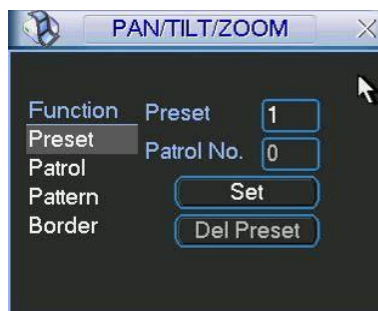 PAN/TILT/ZOOM
Function
Preset
Patrol
Pattern
Border
Preset 1
Patrol No. 0
Set
Del Preset